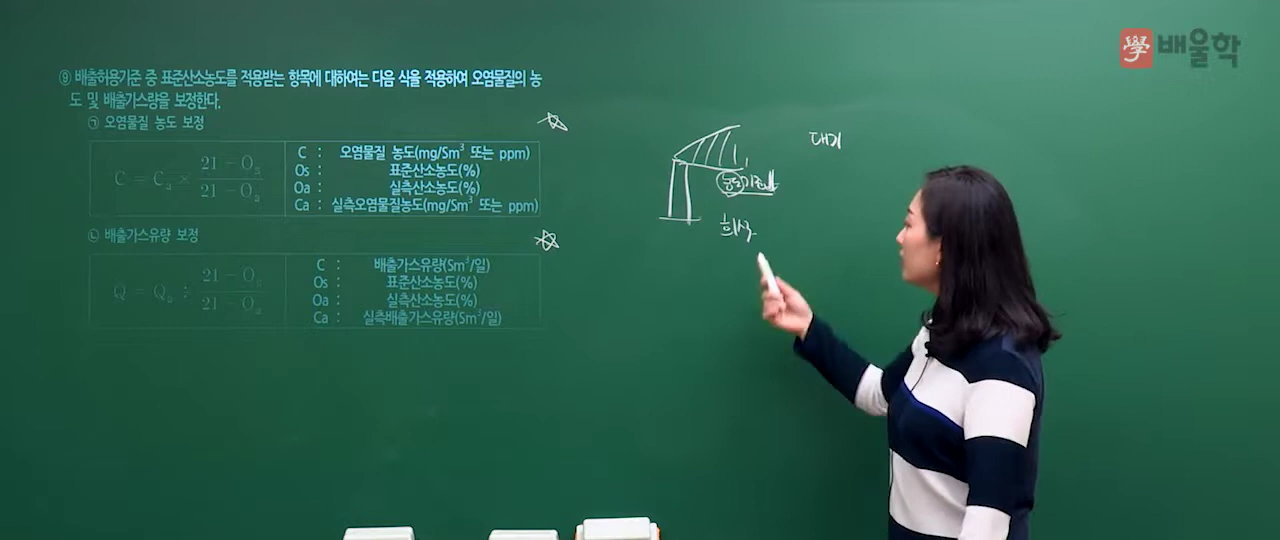 學 배울학
⑨ 배출허용기준 중 표준산소농도를 적용받는 항목에 대하여는 다음 식을 적용하여 오염물질의 농
도 및 배출가스량을 보정한다.
㉠ 오염물질 농도 보정
C = Ca × (21 - Os) / (21 - Oa)
C : 오염물질 농도(mg/Sm³ 또는 ppm)
Os : 표준산소농도(%)
Oa : 실측산소농도(%)
Ca : 실측오염물질농도(mg/Sm³ 또는 ppm)
㉡ 배출가스유량 보정
Q = Qa ÷ (21 - Os) / (21 - Oa)
C : 배출가스유량(Sm³/일)
Os : 표준산소농도(%)
Oa : 실측산소농도(%)
Ca : 실측배출가스유량(Sm³/일)
대기
농도기준
희석